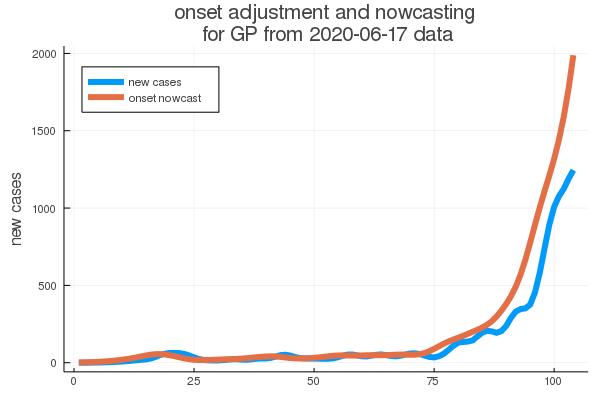 onset adjustment and nowcasting
for GP from 2020-06-17 data
2000
1500
1000
500
0
new cases
new cases
onset nowcast
0
25
50
75
100